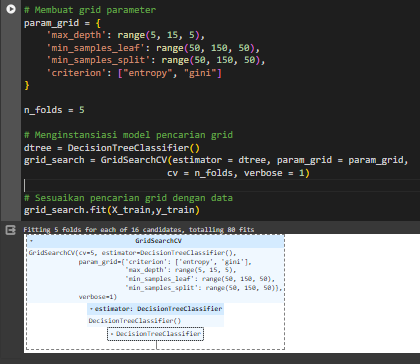 # Membuat grid parameter
param_grid = {
    'max_depth': range(5, 15, 5),
    'min_samples_leaf': range(50, 150, 50),
    'min_samples_split': range(50, 150, 50),
    'criterion': ["entropy", "gini"]
}
n_folds = 5
# Menginstansiasi model pencarian grid
dtree = DecisionTreeClassifier()
grid_search = GridSearchCV(estimator = dtree, param_grid = param_grid,
                           cv = n_folds, verbose = 1)
# Sesuaikan pencarian grid dengan data
grid_search.fit(X_train,y_train)
Fitting 5 folds for each of 16 candidates, totalling 80 fits
GridSearchCV
GridSearchCV(cv=5, estimator=DecisionTreeClassifier(),
             param_grid={'criterion': ['entropy', 'gini'],
                         'max_depth': range(5, 15, 5),
                         'min_samples_leaf': range(50, 150, 50),
                         'min_samples_split': range(50, 150, 50)},
             verbose=1)
estimator: DecisionTreeClassifier
DecisionTreeClassifier()
DecisionTreeClassifier